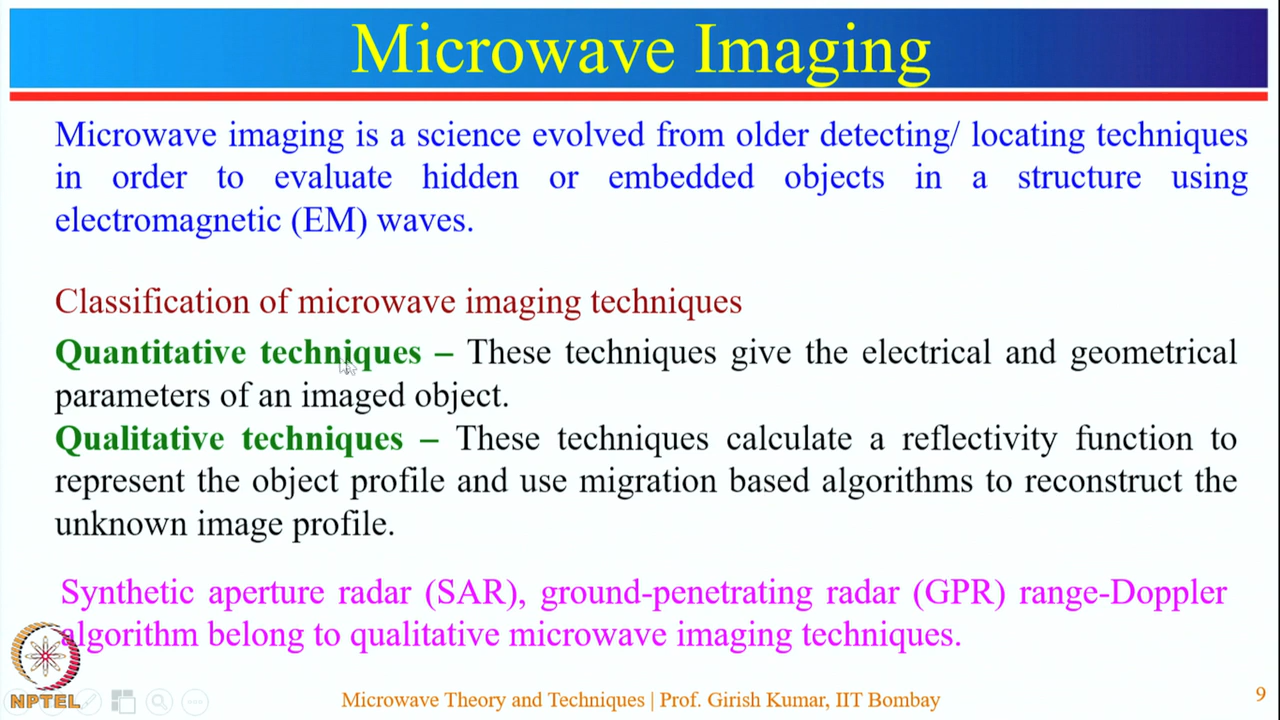 Microwave Imaging
Microwave imaging is a science evolved from older detecting/ locating techniques
in order to evaluate hidden or embedded objects in a structure using
electromagnetic (EM) waves.
Classification of microwave imaging techniques
Quantitative techniques – These techniques give the electrical and geometrical
parameters of an imaged object.
Qualitative techniques – These techniques calculate a reflectivity function to
represent the object profile and use migration based algorithms to reconstruct the
unknown image profile.
Synthetic aperture radar (SAR), ground-penetrating radar (GPR) range-Doppler
algorithm belong to qualitative microwave imaging techniques.
NPTEL
Microwave Theory and Techniques | Prof. Girish Kumar, IIT Bombay
9